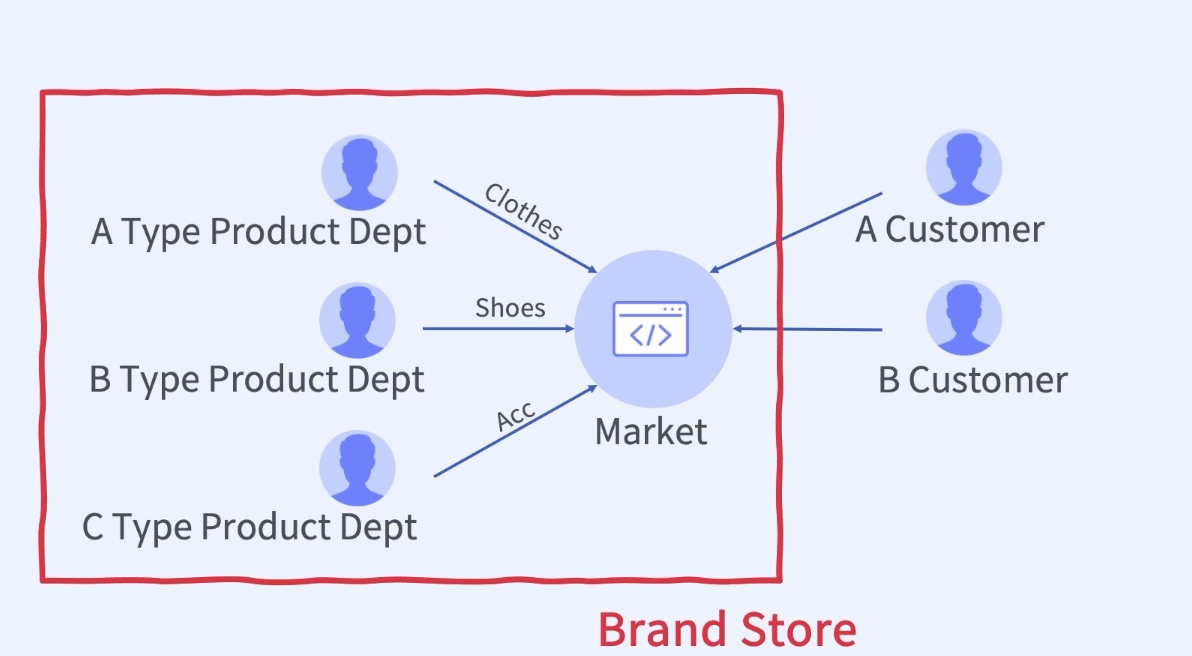 Clothes
A Type Product Dept
A Customer
Shoes
B Type Product Dept
B Customer
Acc
Market
C Type Product Dept
Brand Store